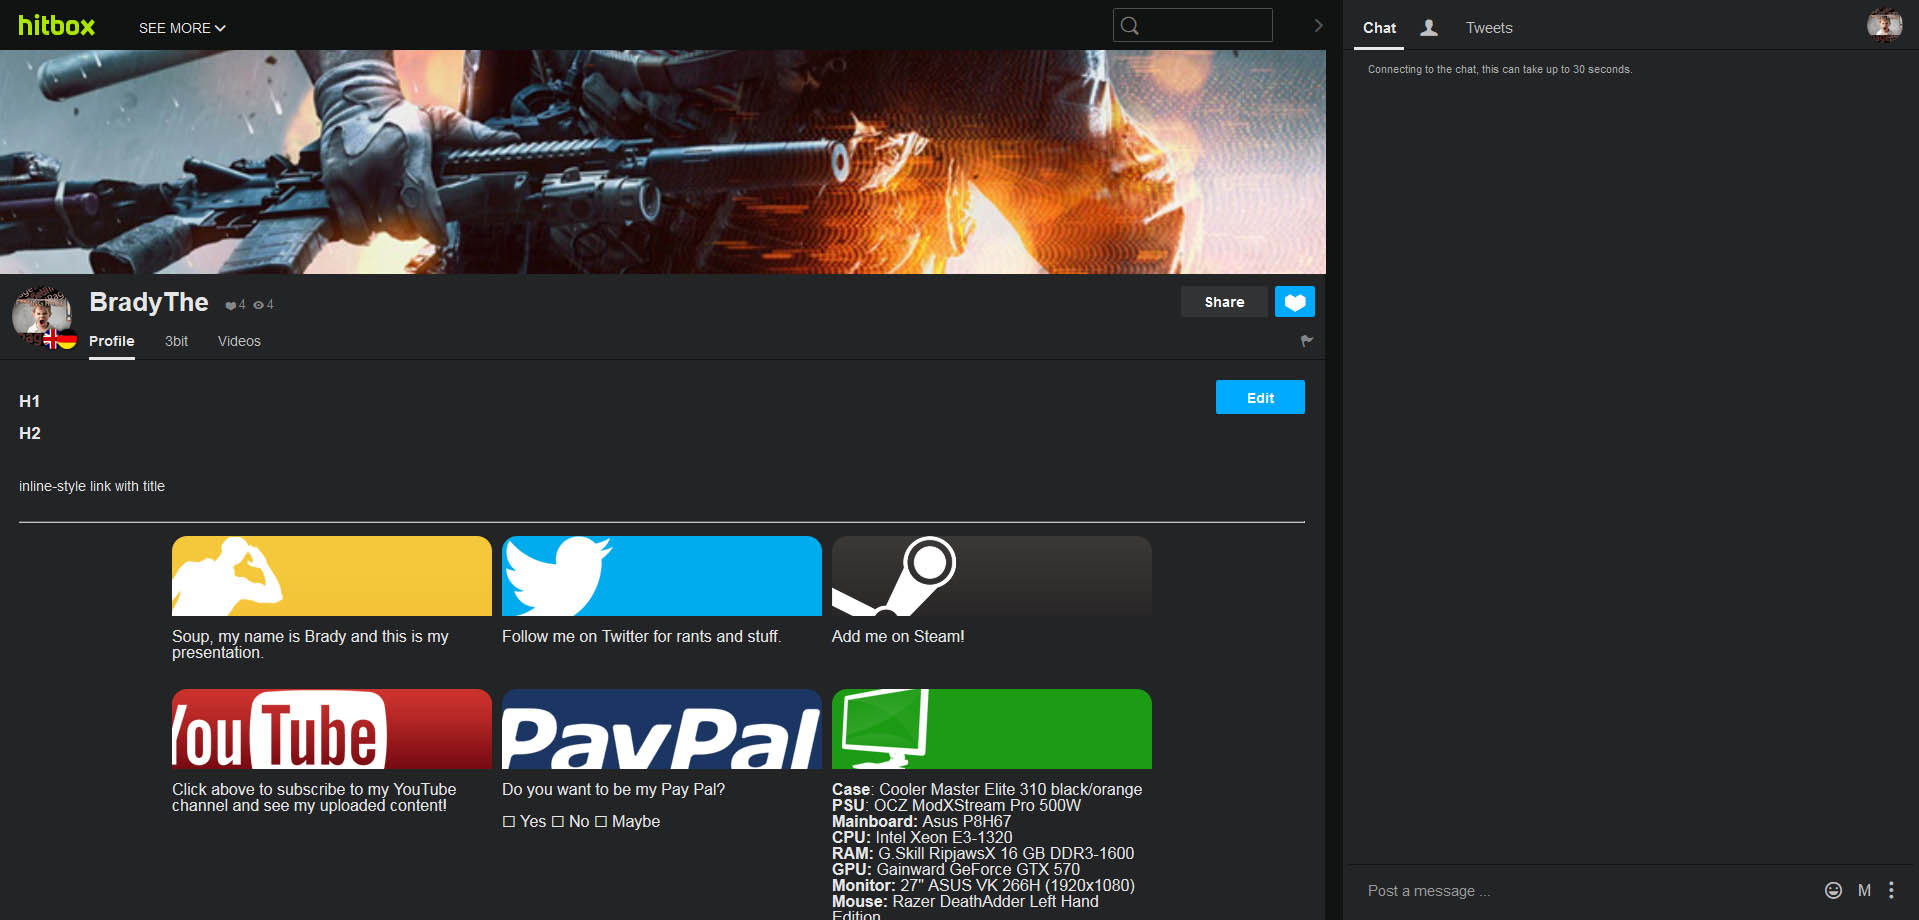 hitbox
SEE MORE
Chat
Tweets
Connecting to the chat, this can take up to 30 seconds.
BradyThe
4 4
Share
Profile
3bit
Videos
H1
Edit
H2
inline-style link with title
Soup, my name is Brady and this is my
presentation.
Follow me on Twitter for rants and stuff.
Add me on Steam!
YouTube
PayPal
Click above to subscribe to my YouTube
channel and see my uploaded content!
Do you want to be my Pay Pal?
☐ Yes ☐ No ☐ Maybe
Case: Cooler Master Elite 310 black/orange
PSU: OCZ ModXStream Pro 500W
Mainboard: Asus P8H67
CPU: Intel Xeon E3-1320
RAM: G.Skill RipjawsX 16 GB DDR3-1600
GPU: Gainward GeForce GTX 570
Monitor: 27" ASUS VK 266H (1920x1080)
Mouse: Razer DeathAdder Left Hand
Edition
Post a message ...
M